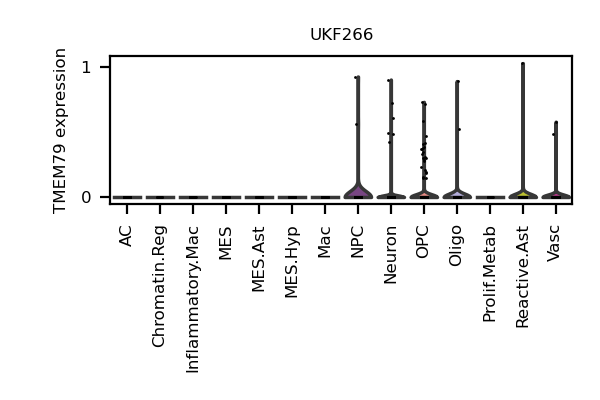 UKF266
TMEM79 expression
1
0
AC
Chromatin.Reg
Inflammatory.Mac
MES
MES.Ast
MES.Hyp
Mac
NPC
Neuron
OPC
Oligo
Prolif.Metab
Reactive.Ast
Vasc